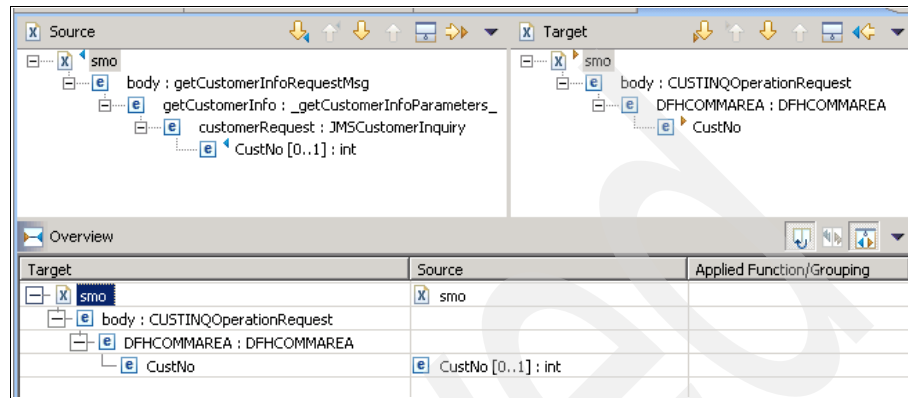 Source
smo
body : getCustomerInfoRequestMsg
getCustomerInfo : _getCustomerInfoParameters_
customerRequest : JMSCustomerInquiry
CustNo [0..1] : int
Target
smo
body : CUSTINQOperationRequest
DFHCOMMAREA : DFHCOMMAREA
CustNo
Overview
Target Source Applied Function/Grouping
smo smo
body : CUSTINQOperationRequest
DFHCOMMAREA : DFHCOMMAREA
CustNo CustNo [0..1] : int